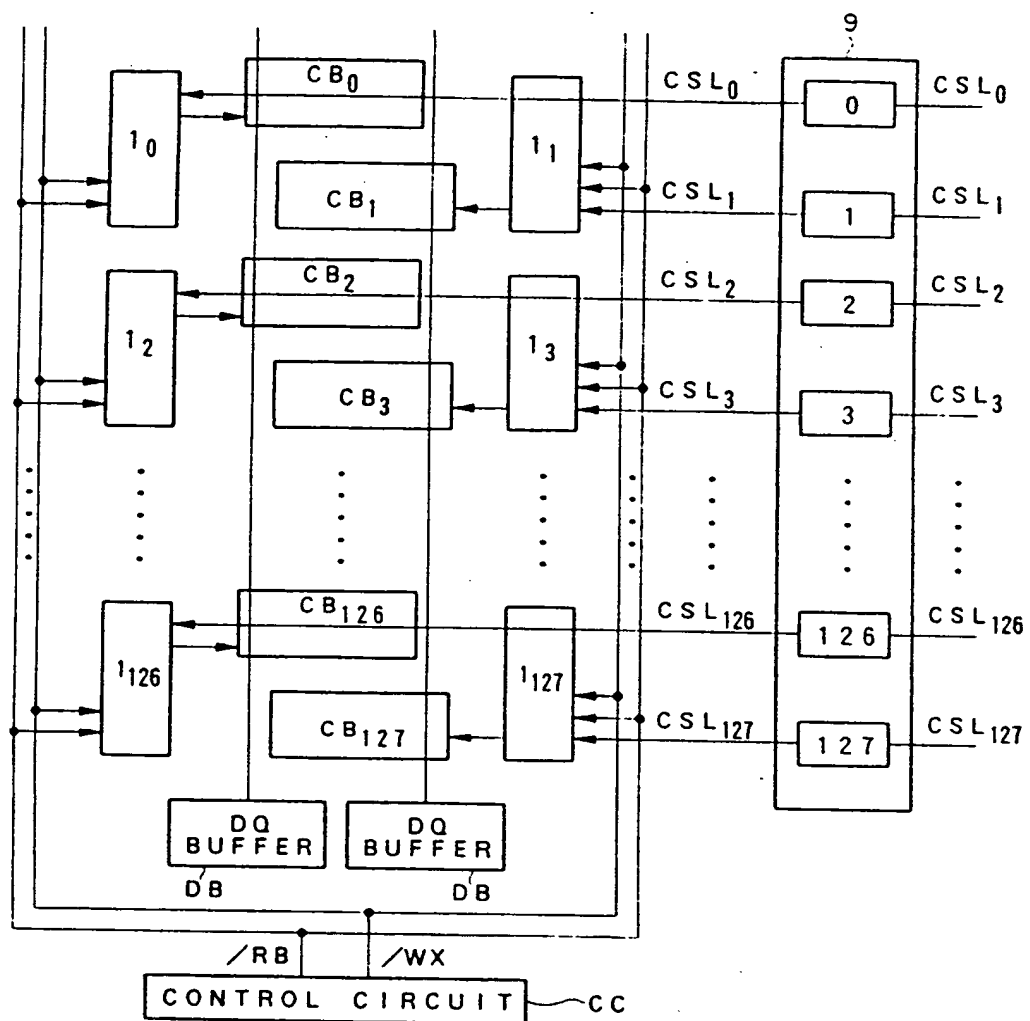 9
CB0
CSL0
0
CSL0
10
11
CB1
CSL1
1
CSL1
CB2
CSL2
2
CSL2
12
13
CB3
CSL3
3
CSL3
CB126
CSL126
126
CSL126
1126
1127
CB127
CSL127
127
CSL127
DQ
BUFFER
DQ
BUFFER
DB
DB
/RB
/WX
CONTROL CIRCUIT
CC